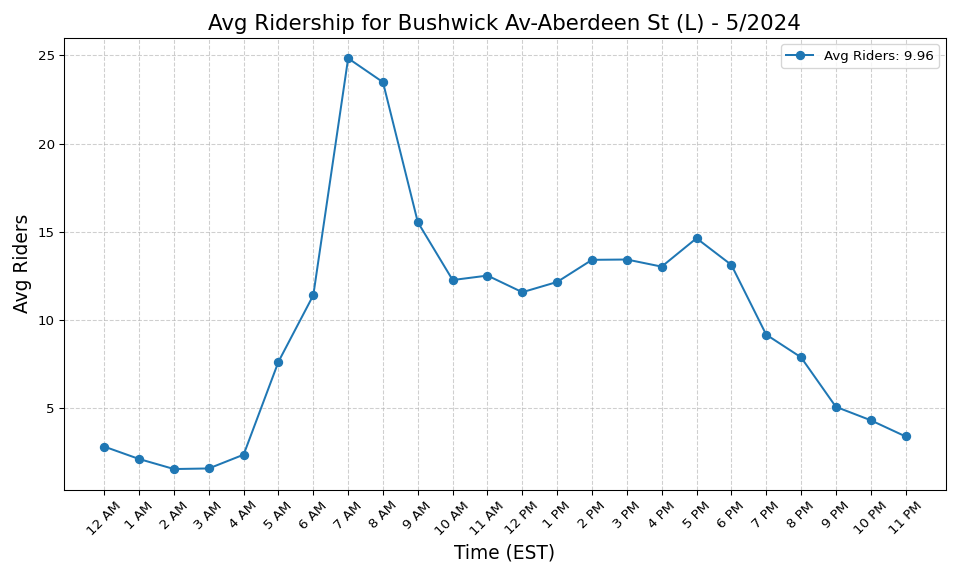 Avg Ridership for Bushwick Av-Aberdeen St (L) - 5/2024
Avg Riders: 9.96
25
20
15
10
5
Avg Riders
12 AM
1 AM
2 AM
3 AM
4 AM
5 AM
6 AM
7 AM
8 AM
9 AM
10 AM
11 AM
12 PM
1 PM
2 PM
3 PM
4 PM
5 PM
6 PM
7 PM
8 PM
9 PM
10 PM
11 PM
Time (EST)